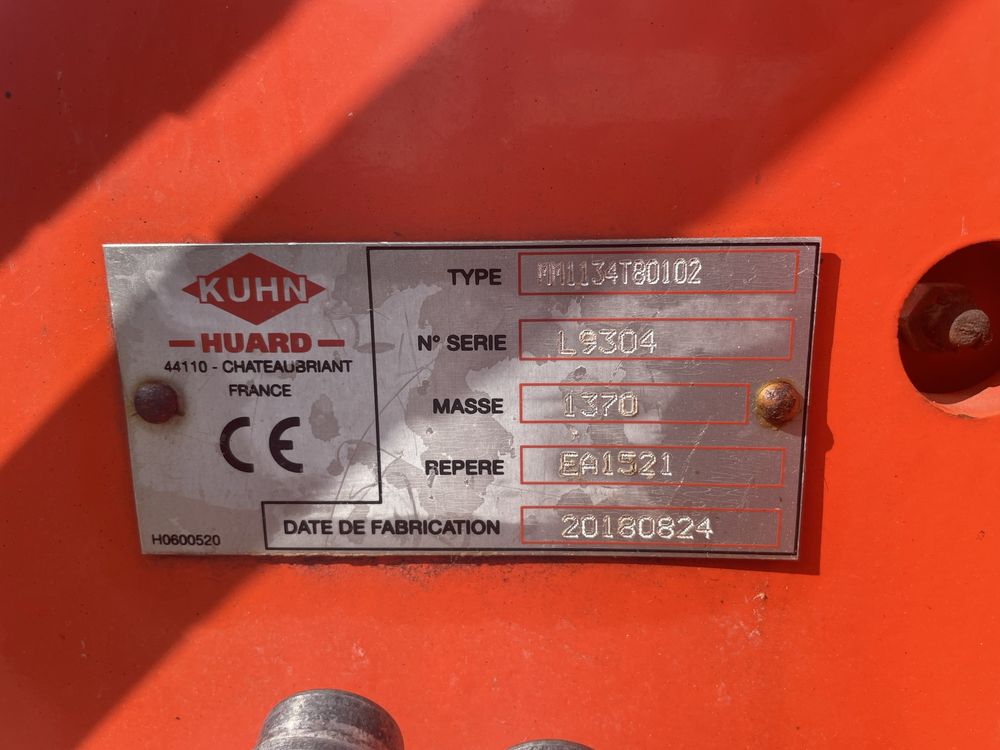 KUHN
HUARD
44110 - CHATEAUBRIANT
FRANCE
CE
H0600520
TYPE MM1134T80102
N° SERIE L9304
MASSE 1370
REPERE EA1521
DATE DE FABRICATION 20180824